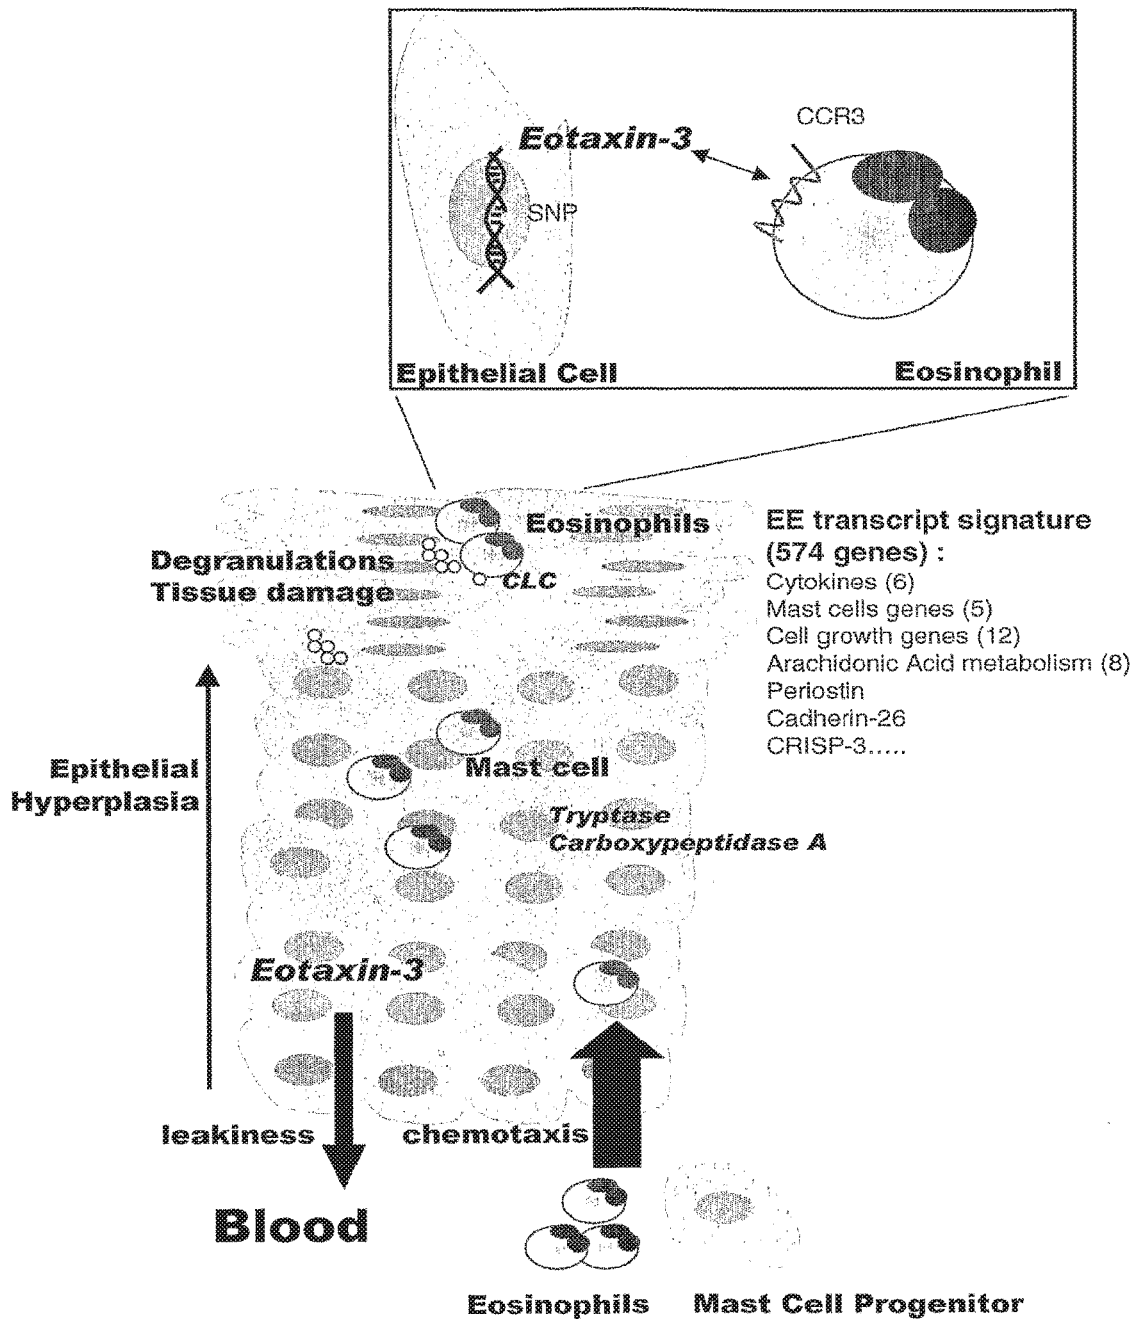 CCR3
Eotaxin-3
SNP
Epithelial Cell
Eosinophil
Eosinophils
CLC
Degranulations
Tissue damage
EE transcript signature
(574 genes) :
Cytokines (6)
Mast cells genes (5)
Cell growth genes (12)
Arachidonic Acid metabolism (8)
Periostin
Cadherin-26
CRISP-3.....
Epithelial
Hyperplasia
Mast cell
Tryptase
Carboxypeptidase A
Eotaxin-3
leakiness
chemotaxis
Blood
Eosinophils
Mast Cell Progenitor